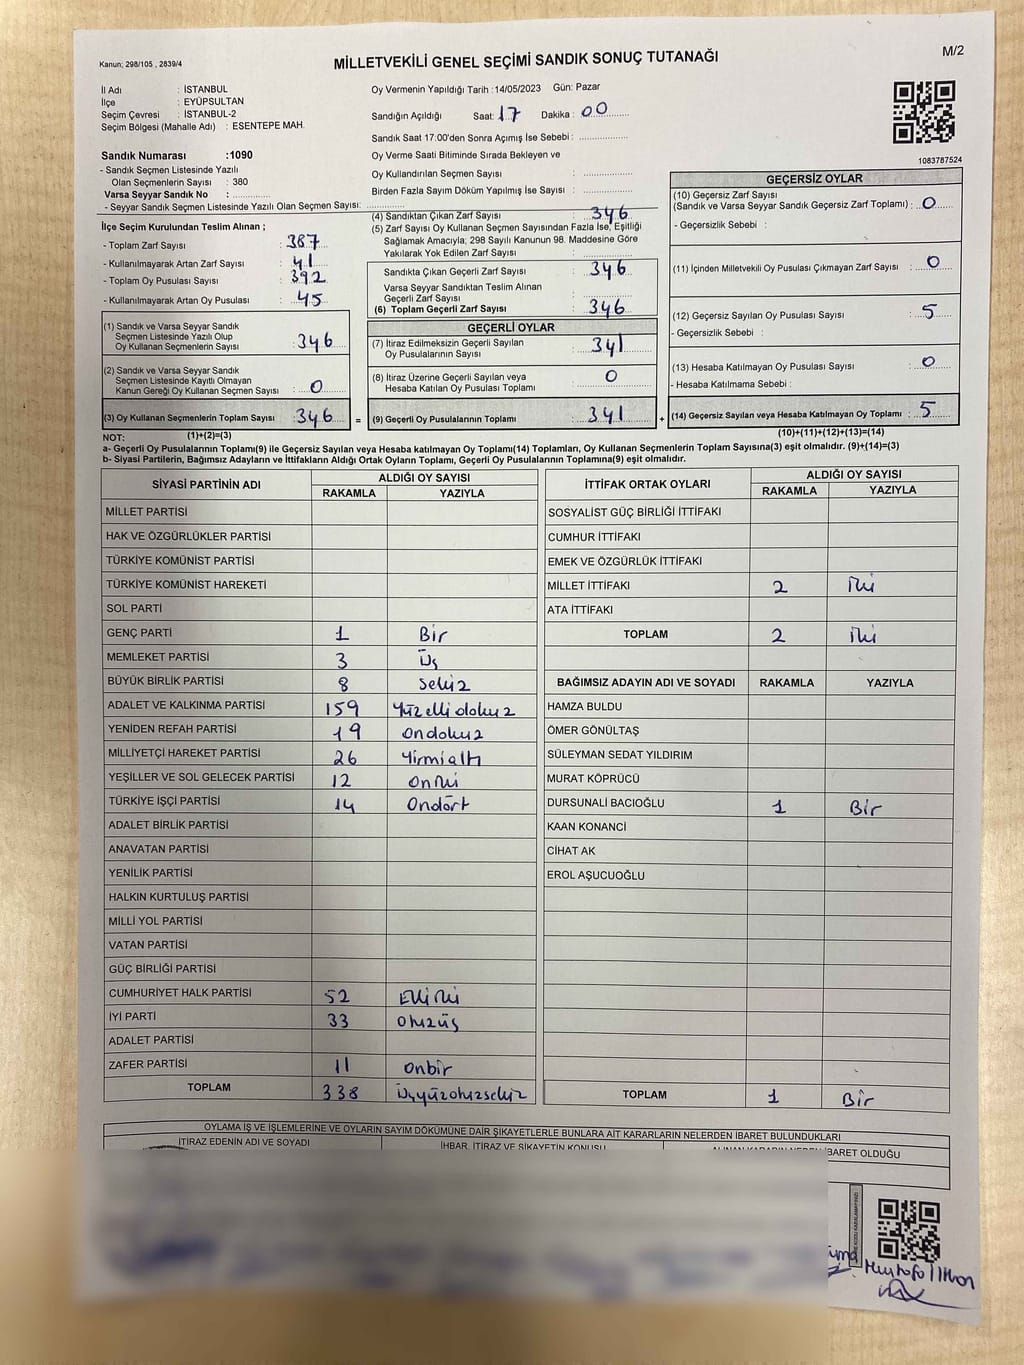 Kanun; 298/105 , 2839/4
MİLLETVEKİLİ GENEL SEÇİMİ SANDIK SONUÇ TUTANAĞI
M/2
İl Adı : İSTANBUL
İlçe : EYÜPSULTAN
Seçim Çevresi : İSTANBUL-2
Seçim Bölgesi (Mahalle Adı) : ESENTEPE MAH.
Oy Vermenin Yapıldığı Tarih : 14/05/2023 Gün: Pazar
Sandığın Açıldığı Saat: 17 Dakika : 00
Sandık Saat 17:00'den Sonra Açımış İse Sebebi :
Sandık Numarası :1090
- Sandık Seçmen Listesinde Yazılı
Olan Seçmenlerin Sayısı : 380
Varsa Seyyar Sandık No :
- Seyyar Sandık Seçmen Listesinde Yazılı Olan Seçmen Sayısı:
Oy Verme Saati Bitiminde Sırada Bekleyen ve
Oy Kullandırılan Seçmen Sayısı :
Birden Fazla Sayım Döküm Yapılmış İse Sayısı :
1083787524
İlçe Seçim Kurulundan Teslim Alınan ;
- Toplam Zarf Sayısı : 387
- Kullanılmayarak Artan Zarf Sayısı : 41
- Toplam Oy Pusulası : 392
- Kullanılmayarak Artan Oy Pusulası : 45
(4) Sandıktan Çıkan Zarf Sayısı : 346
(5) Zarf Sayısı Oy Kullanan Seçmen Sayısından Fazla İse, Eşitliği
Sağlamak Amacıyla; 298 Sayılı Kanunun 98. Maddesine Göre
Yakılarak Yok Edilen Zarf Sayısı :
Sandıkta Çıkan Geçerli Zarf Sayısı : 346
Varsa Seyyar Sandıktan Teslim Alınan
Geçerli Zarf Sayısı :
(6) Toplam Geçerli Zarf Sayısı : 346
GEÇERSİZ OYLAR
(10) Geçersiz Zarf Sayısı
(Sandık ve Varsa Seyyar Sandık Geçersiz Zarf Toplamı) : 0
- Geçersizlik Sebebi :
(11) İçinden Milletvekili Oy Pusulası Çıkmayan Zarf Sayısı : 0
(12) Geçersiz Sayılan Oy Pusulası Sayısı : 5
- Geçersizlik Sebebi :
(13) Hesaba Katılmayan Oy Pusulası Sayısı : 0
- Hesaba Katılmama Sebebi :
(14) Geçersiz Sayılan veya Hesaba Katılmayan Oy Toplamı : 5
(10)+(11)+(12)+(13)=(14)
(1) Sandık ve Varsa Seyyar Sandık
Seçmen Listesinde Yazılı Olup
Oy Kullanan Seçmenlerin Sayısı : 346
(2) Sandık ve Varsa Seyyar Sandık
Seçmen Listesinde Kayıtlı Olmayan
Kanun Gereği Oy Kullanan Seçmen Sayısı : 0
(3) Oy Kullanan Seçmenlerin Toplam Sayısı 346 =
(1)+(2)=(3)
GEÇERLİ OYLAR
(7) İtiraz Edilmeksizin Geçerli Sayılan
Oy Pusulalarının Sayısı : 341
(8) İtiraz Üzerine Geçerli Sayılan veya
Hesaba Katılan Oy Pusulası Toplamı : 0
(9) Geçerli Oy Pusulalarının Toplamı : 341 +
NOT:
a- Geçerli Oy Pusulalarının Toplamı(9) ile Geçersiz Sayılan veya Hesaba katılmayan Oy Toplamı(14) Toplamları, Oy Kullanan Seçmenlerin Toplam Sayısına(3) eşit olmalıdır. (9)+(14)=(3)
b- Siyasi Partilerin, Bağımsız Adayların ve İttifakların Aldığı Ortak Oyların Toplamı, Geçerli Oy Pusulalarının Toplamına(9) eşit olmalıdır.
SİYASİ PARTİNİN ADI ALDIĞI OY SAYISI
RAKAMLA YAZIYLA
MİLLET PARTİSİ
HAK VE ÖZGÜRLÜKLER PARTİSİ
TÜRKİYE KOMÜNİST PARTİSİ
TÜRKİYE KOMÜNİST HAREKETİ
SOL PARTİ
GENÇ PARTİ 1 Bir
MEMLEKET PARTİSİ 3 Üç
BÜYÜK BİRLİK PARTİSİ 8 Sekiz
ADALET VE KALKINMA PARTİSİ 159 Yüzelli dokuz
YENİDEN REFAH PARTİSİ 19 Ondokuz
MİLLİYETÇİ HAREKET PARTİSİ 26 Yirmialtı
YEŞİLLER VE SOL GELECEK PARTİSİ 12 Oniki
TÜRKİYE İŞÇİ PARTİSİ 14 Ondört
ADALET BİRLİK PARTİSİ
ANAVATAN PARTİSİ
YENİLİK PARTİSİ
HALKIN KURTULUŞ PARTİSİ
MİLLİ YOL PARTİSİ
VATAN PARTİSİ
GÜÇ BİRLİĞİ PARTİSİ
CUMHURİYET HALK PARTİSİ 52 Elliiki
İYİ PARTİ 33 Otuzüç
ADALET PARTİSİ
ZAFER PARTİSİ 11 Onbir
TOPLAM 338 Üçyüzotuzsekiz
İTTİFAK ORTAK OYLARI ALDIĞI OY SAYISI
RAKAMLA YAZIYLA
SOSYALİST GÜÇ BİRLİĞİ İTTİFAKI
CUMHUR İTTİFAKI
EMEK VE ÖZGÜRLÜK İTTİFAKI
MİLLET İTTİFAKI 2 İki
ATA İTTİFAKI
TOPLAM 2 İki
BAĞIMSIZ ADAYIN ADI VE SOYADI RAKAMLA YAZIYLA
HAMZA BULDU
ÖMER GÖNÜLTAŞ
SÜLEYMAN SEDAT YILDIRIM
MURAT KÖPRÜCÜ
DURSUNALİ BACIOĞLU 1 Bir
KAAN KONANCİ
CİHAT AK
EROL AŞUCUOĞLU
TOPLAM 1 Bir
OYLAMA İŞ VE İŞLEMLERİNE VE OYLARIN SAYIM DÖKÜMÜNE DAİR ŞİKAYETLERLE BUNLARA AİT KARARLARIN NELERDEN İBARET BULUNDUKLARI
İTİRAZ EDENİN ADI VE SOYADI İHBAR, İTİRAZ VE ŞİKAYETİN KONUSU ALINAN KARARIN NEDEN İBARET OLDUĞU